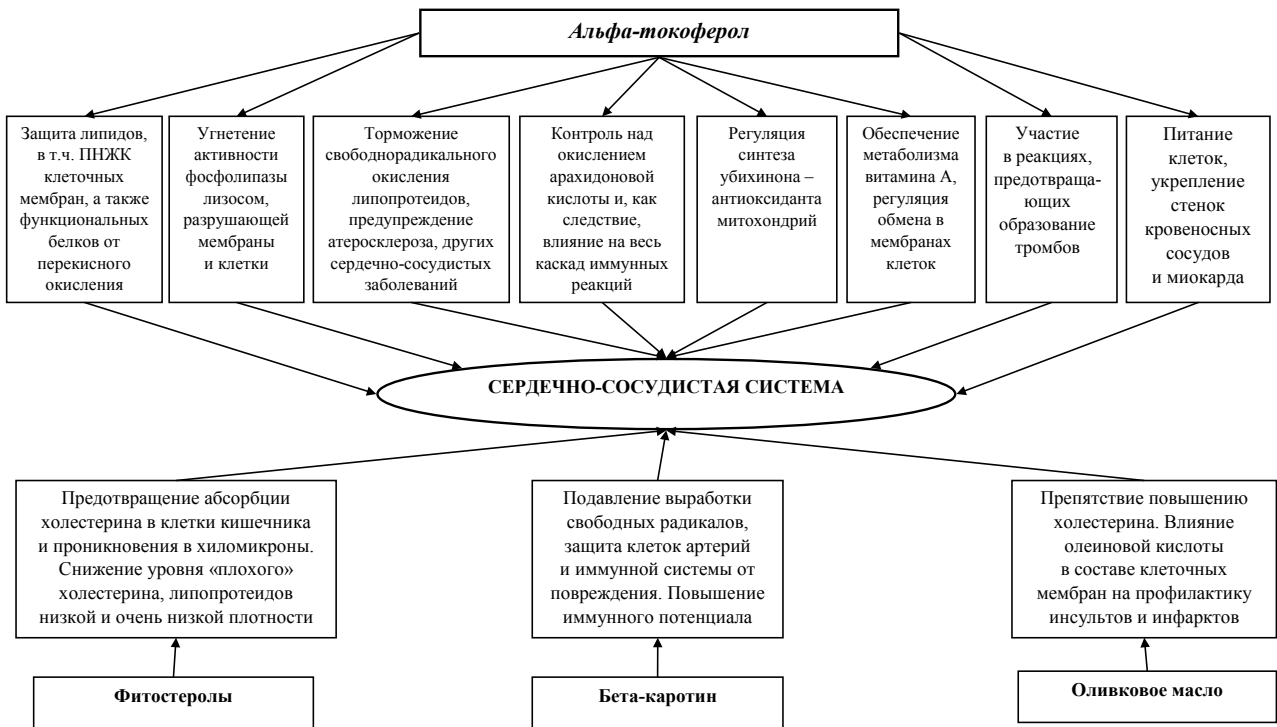 Альфа-токоферол
Защита липидов,
в т.ч. ПНЖК
клеточных
мембран, а также
функциональных
белков от
перекисного
окисления
Угнетение
активности
фосфолипазы
лизосом,
разрушающей
мембраны
и клетки
Торможение
свободнорадикального
окисления
липопротеидов,
предупреждение
атеросклероза, других
сердечно-сосудистых
заболеваний
Контроль над
окислением
арахидоновой
кислоты и, как
следствие,
влияние на весь
каскад иммунных
реакций
Регуляция
синтеза
убихинона –
антиоксиданта
митохондрий
Обеспечение
метаболизма
витамина А,
регуляция
обмена в
мембранах
клеток
Участие
в реакциях,
предотвраща-
ющих
образование
тромбов
Питание
клеток,
укрепление
стенок
кровеносных
сосудов
и миокарда
СЕРДЕЧНО-СОСУДИСТАЯ СИСТЕМА
Предотвращение абсорбции
холестерина в клетки кишечника
и проникновения в хиломикроны.
Снижение уровня «плохого»
холестерина, липопротеидов
низкой и очень низкой плотности
Подавление выработки
свободных радикалов,
защита клеток артерий
и иммунной системы от
повреждения. Повышение
иммунного потенциала
Препятствие повышению
холестерина. Влияние
олеиновой кислоты
в составе клеточных
мембран на профилактику
инсультов и инфарктов
Фитостеролы
Бета-каротин
Оливковое масло